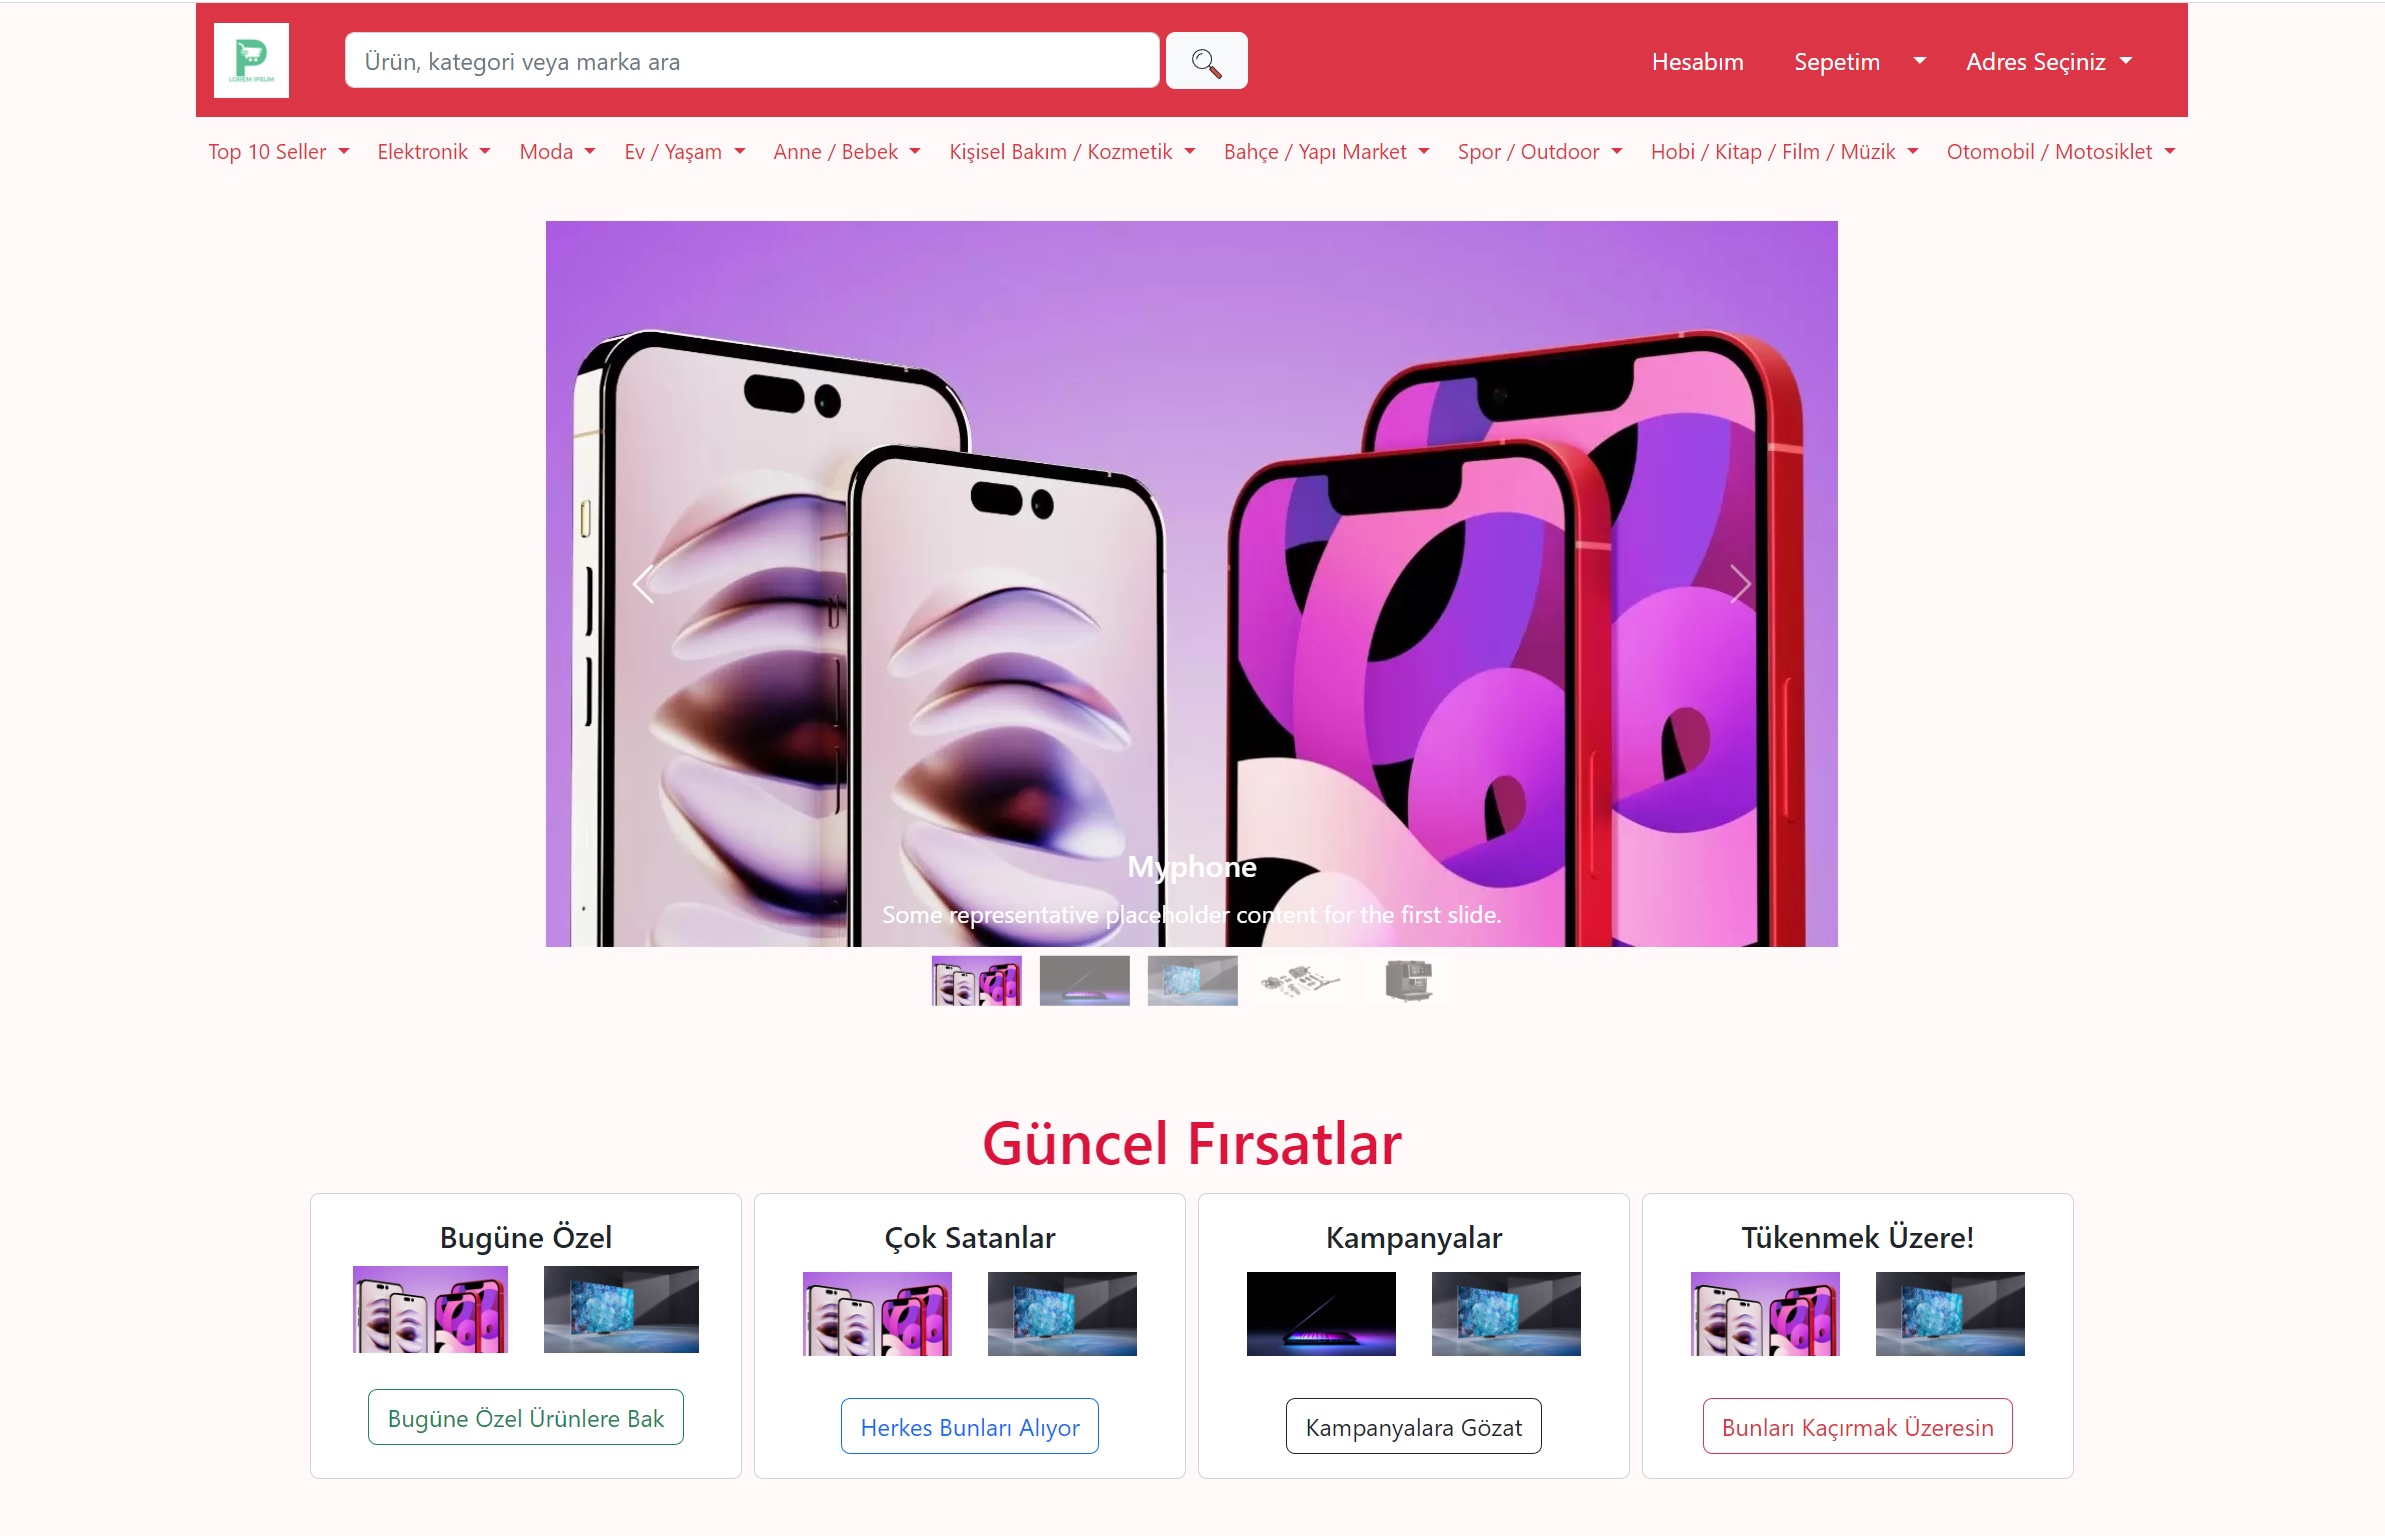 LOREM IPSUM
Ürün, kategori veya marka ara
Hesabım
Sepetim
Adres Seçiniz
Top 10 Seller
Elektronik
Moda
Ev / Yaşam
Anne / Bebek
Kişisel Bakım / Kozmetik
Bahçe / Yapı Market
Spor / Outdoor
Hobi / Kitap / Film / Müzik
Otomobil / Motosiklet
Myphone
Some representative placeholder content for the first slide.
Güncel Fırsatlar
Bugüne Özel
Bugüne Özel Ürünlere Bak
Çok Satanlar
Herkes Bunları Alıyor
Kampanyalar
Kampanyalara Gözat
Tükenmek Üzere!
Bunları Kaçırmak Üzeresin